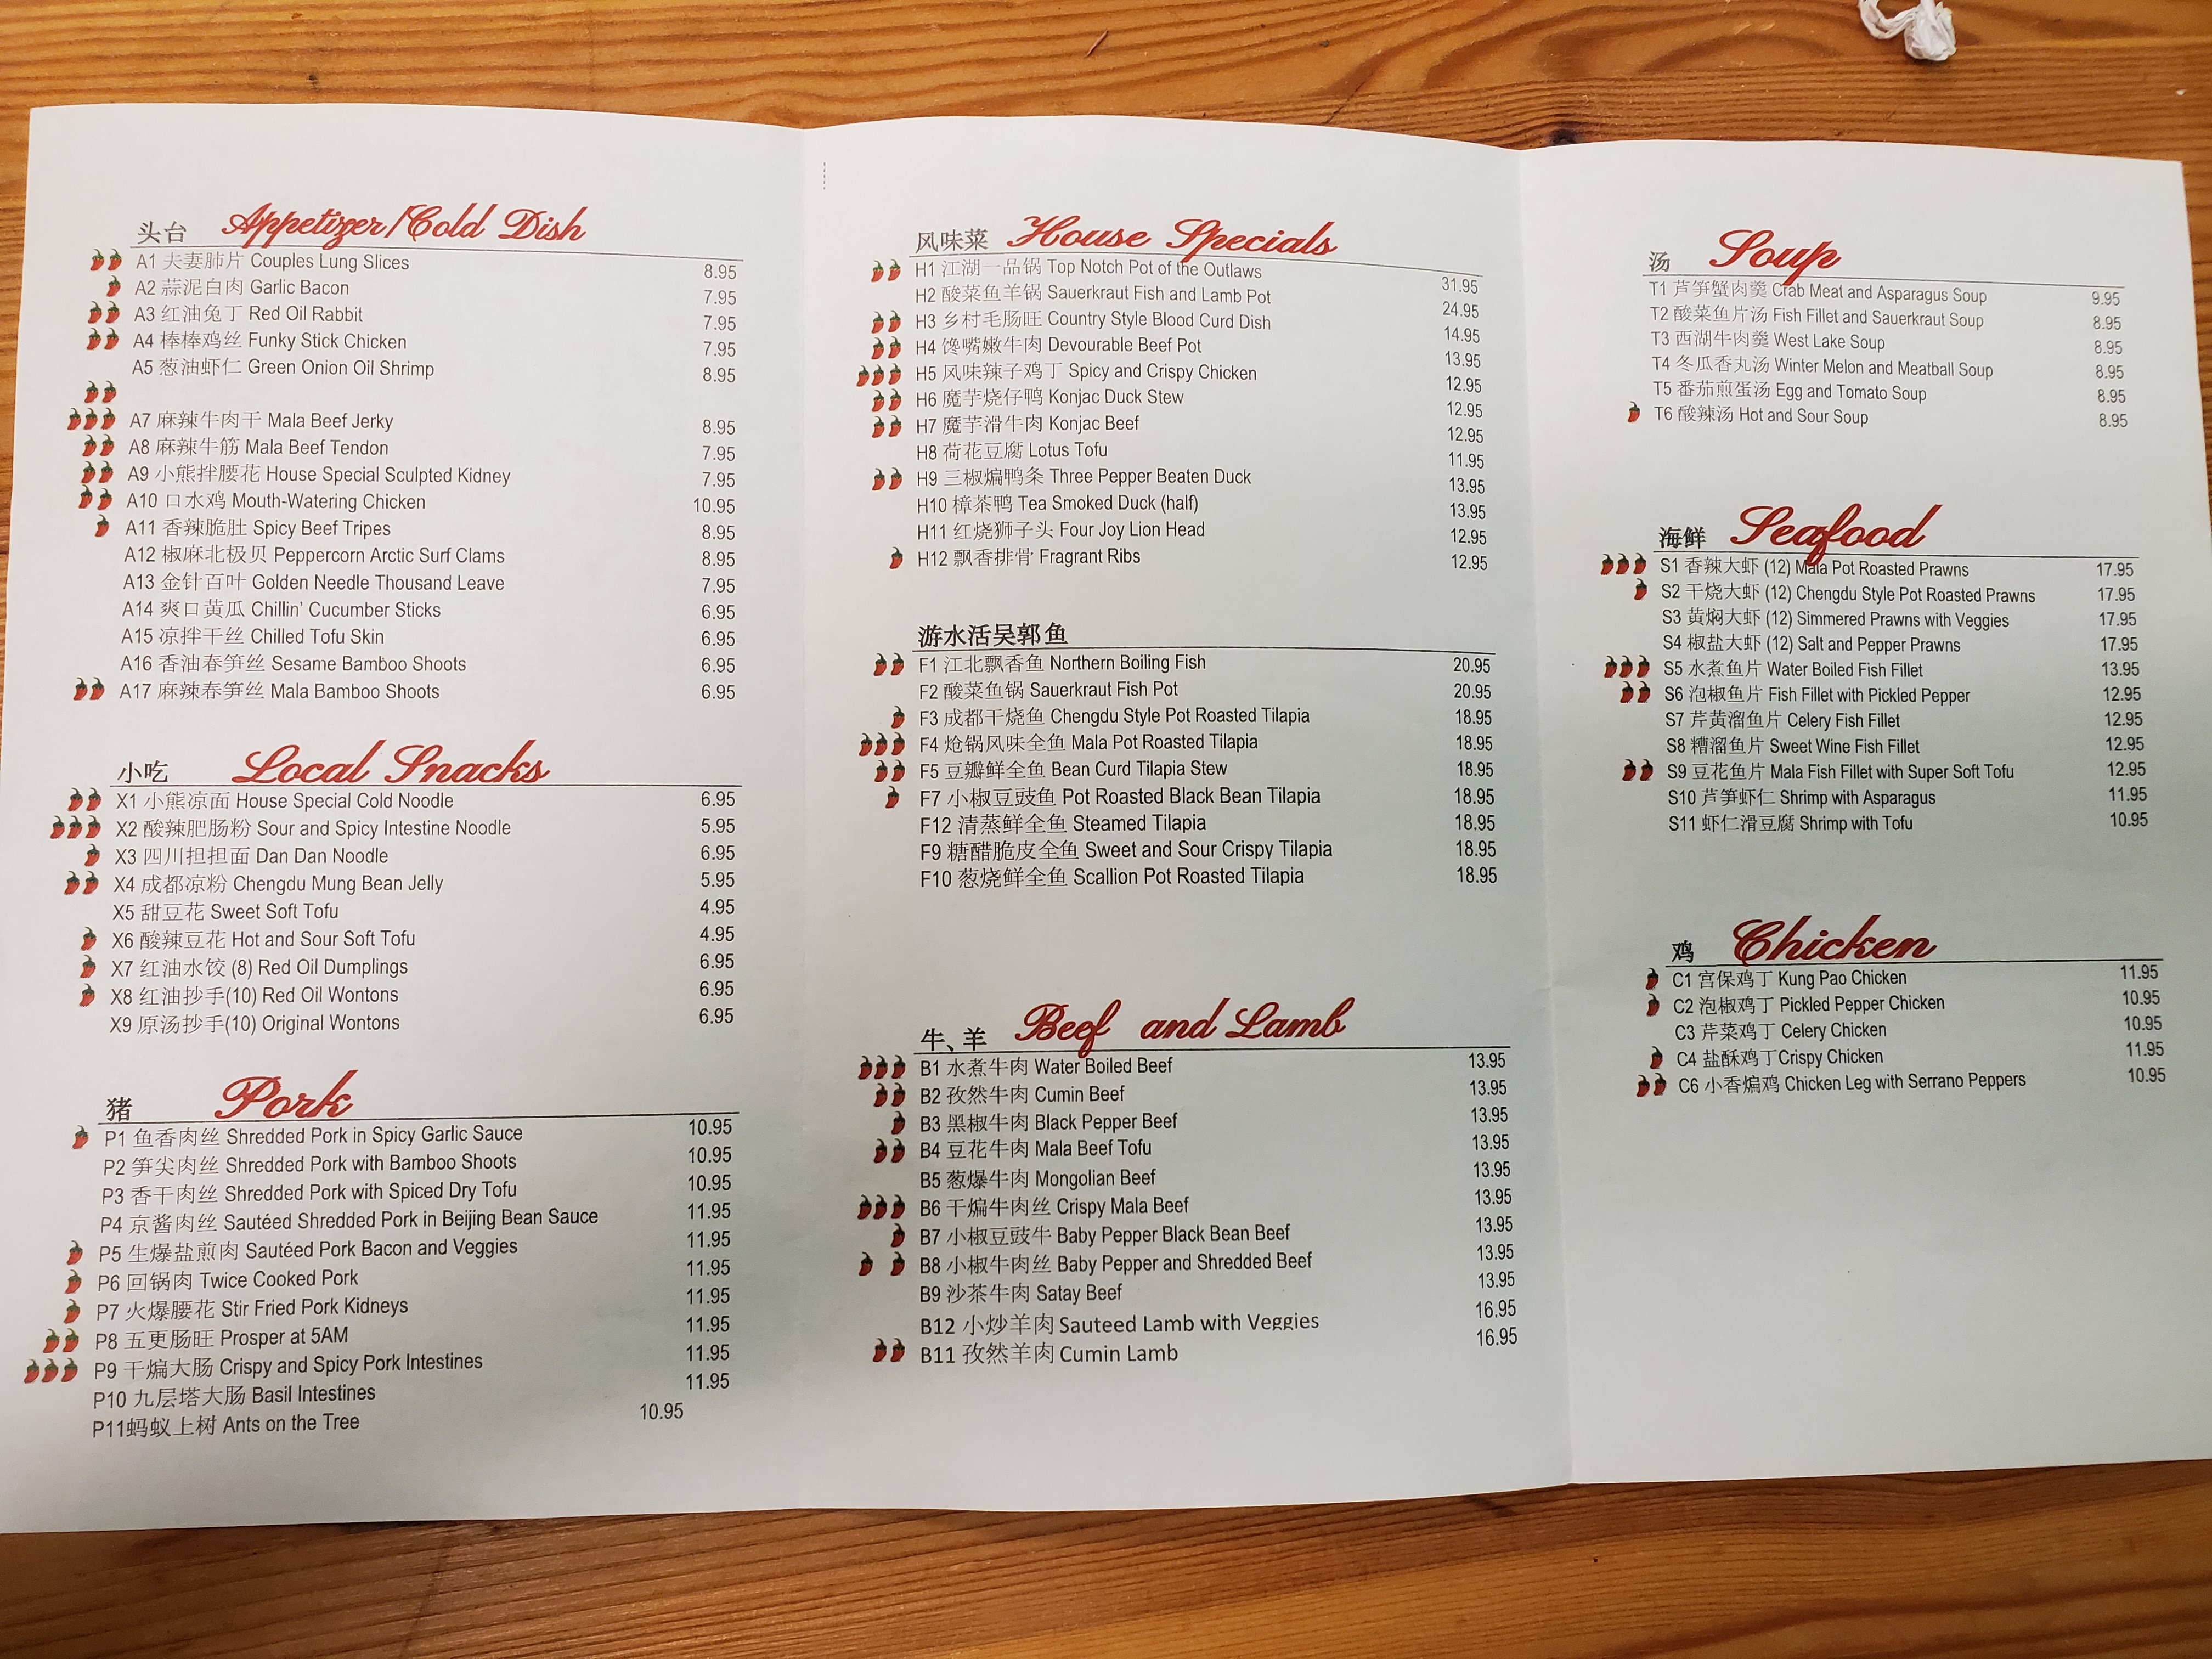 头台 Appetizer/Cold Dish
A1 夫妻肺片 Couples Lung Slices 8.95
A2 蒜泥白肉 Garlic Bacon 7.95
A3 红油兔丁 Red Oil Rabbit 7.95
A4 棒棒鸡丝 Funky Stick Chicken 7.95
A5 葱油虾仁 Green Onion Oil Shrimp 8.95
A7 麻辣牛肉干 Mala Beef Jerky 8.95
A8 麻辣牛筋 Mala Beef Tendon 7.95
A9 小熊拌腰花 House Special Sculpted Kidney 7.95
A10 口水鸡 Mouth-Watering Chicken 10.95
A11 香辣脆肚 Spicy Beef Tripes 8.95
A12 椒麻北极贝 Peppercorn Arctic Surf Clams 8.95
A13 金针百叶 Golden Needle Thousand Leave 7.95
A14 爽口黄瓜 Chillin' Cucumber Sticks 6.95
A15 凉拌干丝 Chilled Tofu Skin 6.95
A16 香油春笋丝 Sesame Bamboo Shoots 6.95
A17 麻辣春笋丝 Mala Bamboo Shoots 6.95
小吃 Local Snacks
X1 小熊凉面 House Special Cold Noodle 6.95
X2 酸辣肥肠粉 Sour and Spicy Intestine Noodle 5.95
X3 四川担担面 Dan Dan Noodle 6.95
X4 成都凉粉 Chengdu Mung Bean Jelly 5.95
X5 甜豆花 Sweet Soft Tofu 4.95
X6 酸辣豆花 Hot and Sour Soft Tofu 4.95
X7 红油水饺 (8) Red Oil Dumplings 6.95
X8 红油抄手(10) Red Oil Wontons 6.95
X9 原汤抄手(10) Original Wontons 6.95
猪 Pork
P1 鱼香肉丝 Shredded Pork in Spicy Garlic Sauce 10.95
P2 笋尖肉丝 Shredded Pork with Bamboo Shoots 10.95
P3 香干肉丝 Shredded Pork with Spiced Dry Tofu 10.95
P4 京酱肉丝 Sautéed Shredded Pork in Beijing Bean Sauce 11.95
P5 生爆盐煎肉 Sautéed Pork Bacon and Veggies 11.95
P6 回锅肉 Twice Cooked Pork 11.95
P7 火爆腰花 Stir Fried Pork Kidneys 11.95
P8 五更肠旺 Prosper at 5AM 11.95
P9 干煸大肠 Crispy and Spicy Pork Intestines 11.95
P10 九层塔大肠 Basil Intestines 11.95
P11蚂蚁上树 Ants on the Tree 10.95
风味菜 House Specials
H1 江湖一品锅 Top Notch Pot of the Outlaws 31.95
H2 酸菜鱼羊锅 Sauerkraut Fish and Lamb Pot 24.95
H3 乡村毛肠旺 Country Style Blood Curd Dish 14.95
H4 馋嘴嫩牛肉 Devourable Beef Pot 13.95
H5 风味辣子鸡丁 Spicy and Crispy Chicken 12.95
H6 魔芋烧仔鸭 Konjac Duck Stew 12.95
H7 魔芋滑牛肉 Konjac Beef 12.95
H8 荷花豆腐 Lotus Tofu 11.95
H9 三椒煸鸭条 Three Pepper Beaten Duck 13.95
H10 樟茶鸭 Tea Smoked Duck (half) 13.95
H11 红烧狮子头 Four Joy Lion Head 12.95
H12 飘香排骨 Fragrant Ribs 12.95
游水活吴郭鱼
F1 江北飘香鱼 Northern Boiling Fish 20.95
F2 酸菜鱼锅 Sauerkraut Fish Pot 20.95
F3 成都干烧鱼 Chengdu Style Pot Roasted Tilapia 18.95
F4 炝锅风味全鱼 Mala Pot Roasted Tilapia 18.95
F5 豆瓣鲜全鱼 Bean Curd Tilapia Stew 18.95
F7 小椒豆豉鱼 Pot Roasted Black Bean Tilapia 18.95
F12 清蒸鲜全鱼 Steamed Tilapia 18.95
F9 糖醋脆皮全鱼 Sweet and Sour Crispy Tilapia 18.95
F10 葱烧鲜全鱼 Scallion Pot Roasted Tilapia 18.95
牛、羊 Beef and Lamb
B1 水煮牛肉 Water Boiled Beef 13.95
B2 孜然牛肉 Cumin Beef 13.95
B3 黑椒牛肉 Black Pepper Beef 13.95
B4 豆花牛肉 Mala Beef Tofu 13.95
B5 葱爆牛肉 Mongolian Beef 13.95
B6 干煸牛肉丝 Crispy Mala Beef 13.95
B7 小椒豆豉牛 Baby Pepper Black Bean Beef 13.95
B8 小椒牛肉丝 Baby Pepper and Shredded Beef 13.95
B9 沙茶牛肉 Satay Beef 13.95
B12 小炒羊肉 Sauteed Lamb with Veggies 16.95
B11 孜然羊肉 Cumin Lamb 16.95
汤 Soup
T1 芦笋蟹肉羹 Crab Meat and Asparagus Soup 9.95
T2 酸菜鱼片汤 Fish Fillet and Sauerkraut Soup 8.95
T3 西湖牛肉羹 West Lake Soup 8.95
T4 冬瓜香丸汤 Winter Melon and Meatball Soup 8.95
T5 番茄煎蛋汤 Egg and Tomato Soup 8.95
T6 酸辣汤 Hot and Sour Soup 8.95
海鲜 Seafood
S1 香辣大虾 (12) Mala Pot Roasted Prawns 17.95
S2 干烧大虾 (12) Chengdu Style Pot Roasted Prawns 17.95
S3 黄焖大虾 (12) Simmered Prawns with Veggies 17.95
S4 椒盐大虾 (12) Salt and Pepper Prawns 17.95
S5 水煮鱼片 Water Boiled Fish Fillet 13.95
S6 泡椒鱼片 Fish Fillet with Pickled Pepper 12.95
S7 芹黄溜鱼片 Celery Fish Fillet 12.95
S8 糟溜鱼片 Sweet Wine Fish Fillet 12.95
S9 豆花鱼片 Mala Fish Fillet with Super Soft Tofu 12.95
S10 芦笋虾仁 Shrimp with Asparagus 11.95
S11 虾仁滑豆腐 Shrimp with Tofu 10.95
鸡 Chicken
C1 宫保鸡丁 Kung Pao Chicken 11.95
C2 泡椒鸡丁 Pickled Pepper Chicken 10.95
C3 芹菜鸡丁 Celery Chicken 10.95
C4 盐酥鸡丁Crispy Chicken 11.95
C6 小香煸鸡 Chicken Leg with Serrano Peppers 10.95